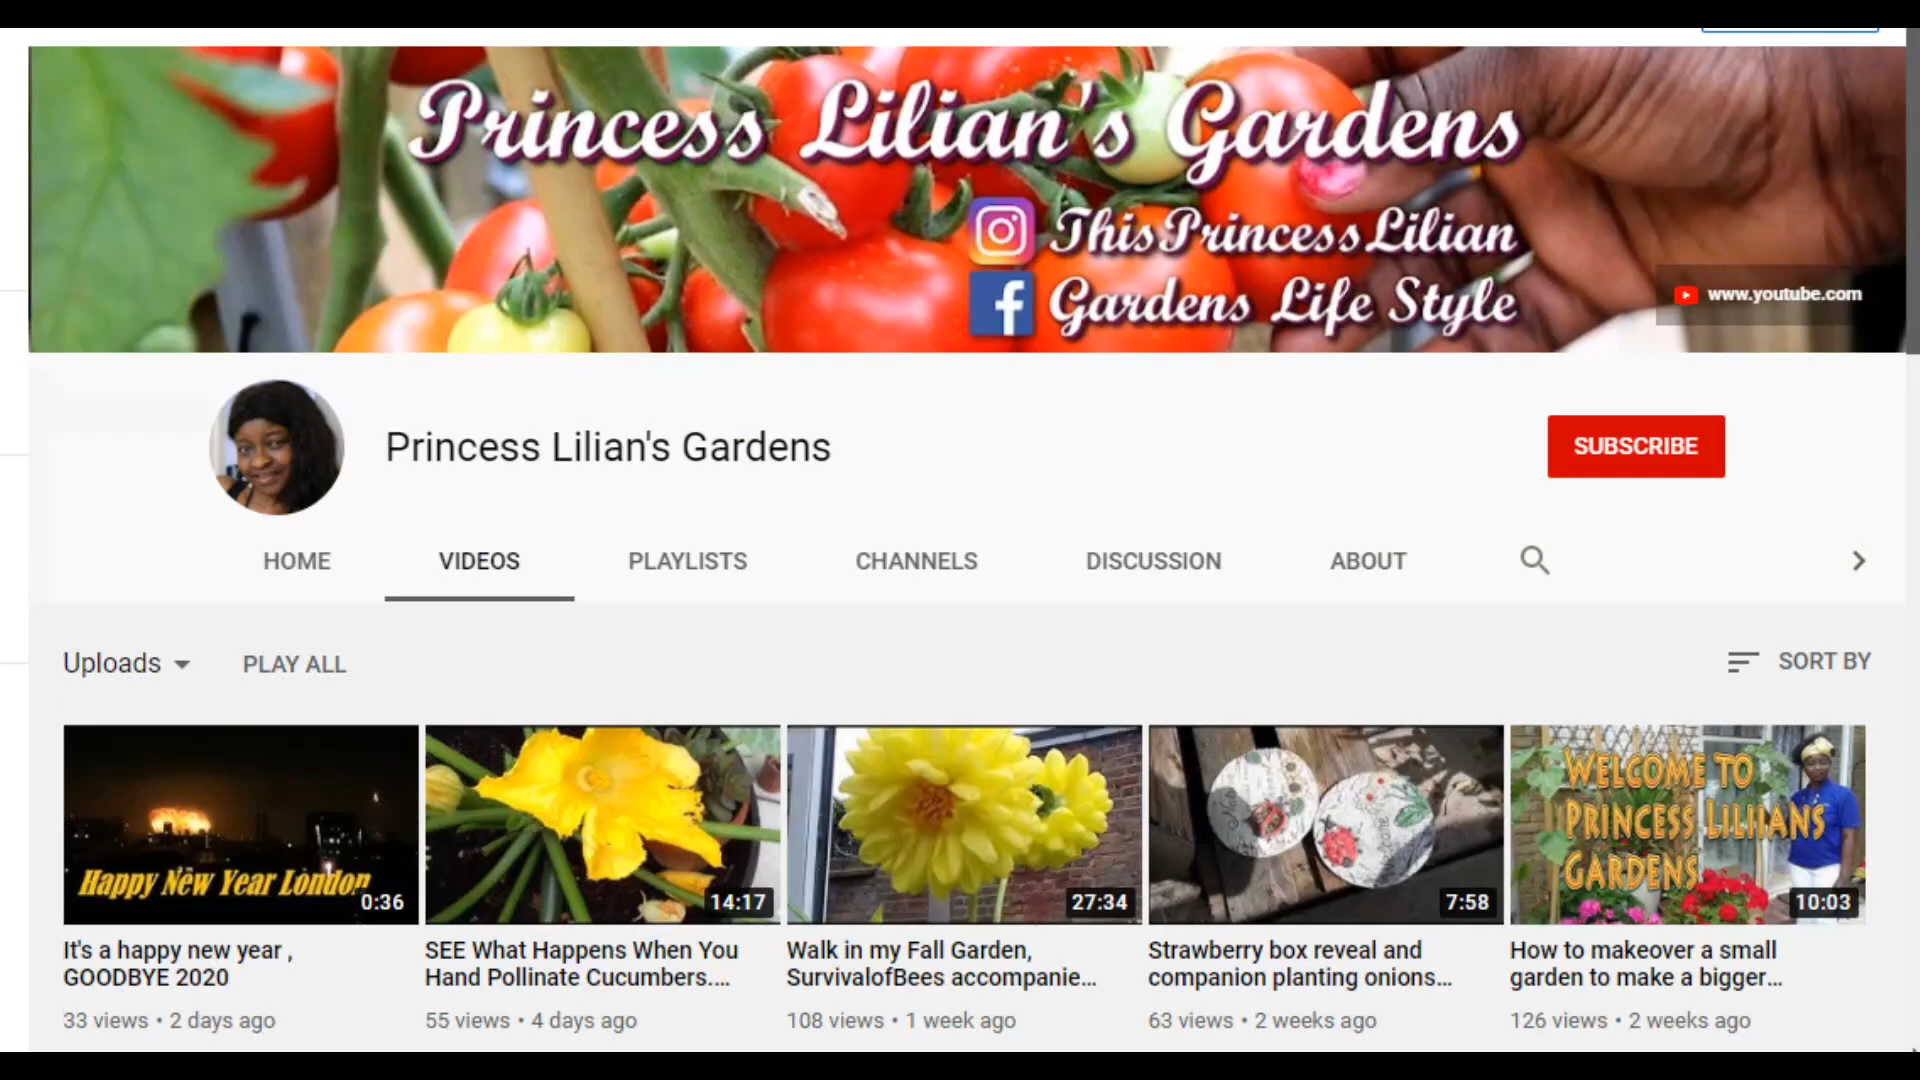 Princess Lilian's Gardens
ThisPrincessLilian
Gardens Life Style
www.youtube.com
Princess Lilian's Gardens
SUBSCRIBE
HOME VIDEOS PLAYLISTS CHANNELS DISCUSSION ABOUT
Uploads PLAY ALL SORT BY
Happy New Year London
0:36
14:17
27:34
7:58
WELCOME TO
PRINCESS LILIIANS
GARDENS
10:03
It's a happy new year ,
GOODBYE 2020
33 views • 2 days ago
SEE What Happens When You
Hand Pollinate Cucumbers....
55 views • 4 days ago
Walk in my Fall Garden,
SurvivalofBees accompanie...
108 views • 1 week ago
Strawberry box reveal and
companion planting onions...
63 views • 2 weeks ago
How to makeover a small
garden to make a bigger...
126 views • 2 weeks ago